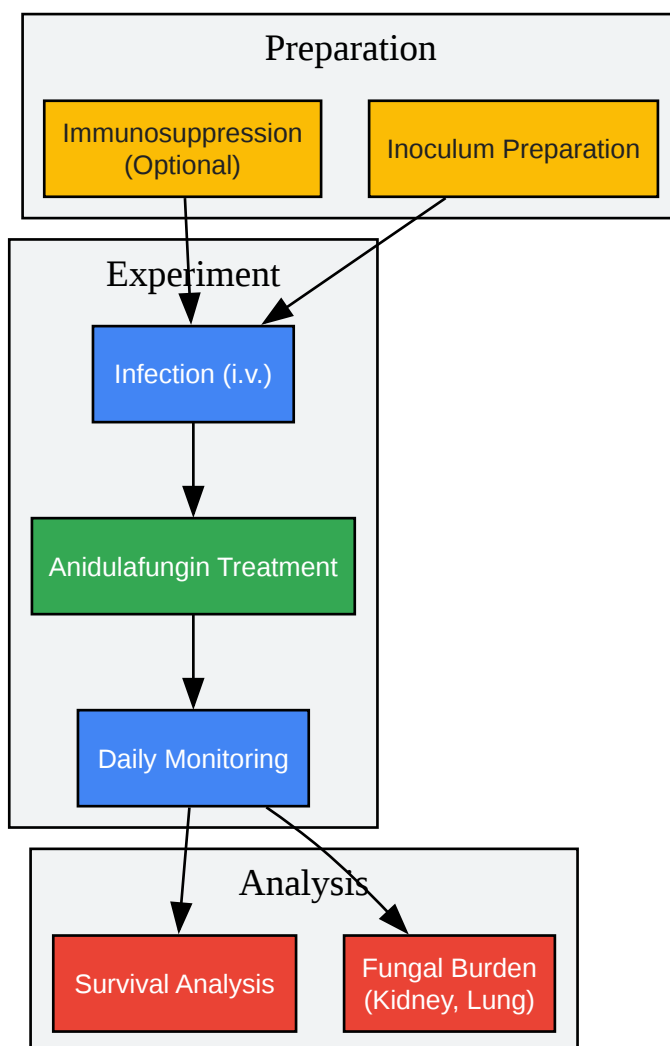 Preparation
Immunosuppression
(Optional)
Inoculum Preparation
Experiment
Infection (i.v.)
Anidulafungin Treatment
Daily Monitoring
Analysis
Survival Analysis
Fungal Burden
(Kidney, Lung)